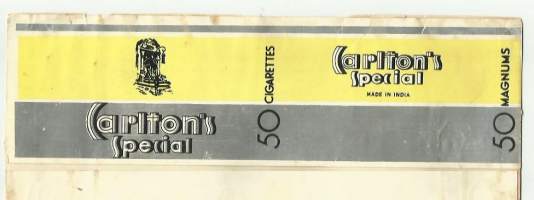 Carlton's
Special
50 CIGARETTES
Carlton's
Special
MADE IN INDIA
50 MAGNUMS